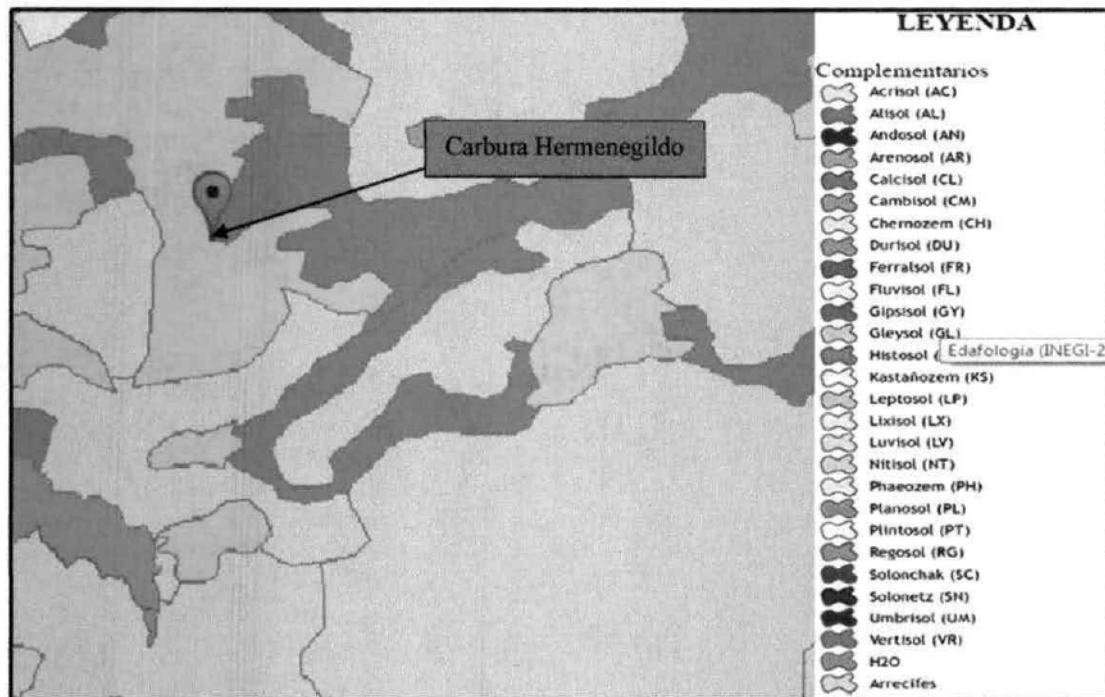 LEYENDA
Complementarios
Acrisol (AC)
Alisol (AL)
Andosol (AN)
Arenosol (AR)
Calcisol (CL)
Cambisol (CM)
Chernozem (CH)
Durisol (DU)
Ferralsol (FR)
Fluvisol (FL)
Gipsisol (GY)
Gleysol (GL)
Histosol (
Edafología (INEGI-2
Kastañozem (KS)
Leptosol (LP)
Lixisol (LX)
Luvisol (LV)
Nitisol (NT)
Phaeozem (PH)
Planosol (PL)
Plintosol (PT)
Regosol (RG)
Solonchak (SC)
Solonetz (SN)
Umbrisol (UM)
Vertisol (VR)
H2O
Arrecifes
Carbura Hermenegildo